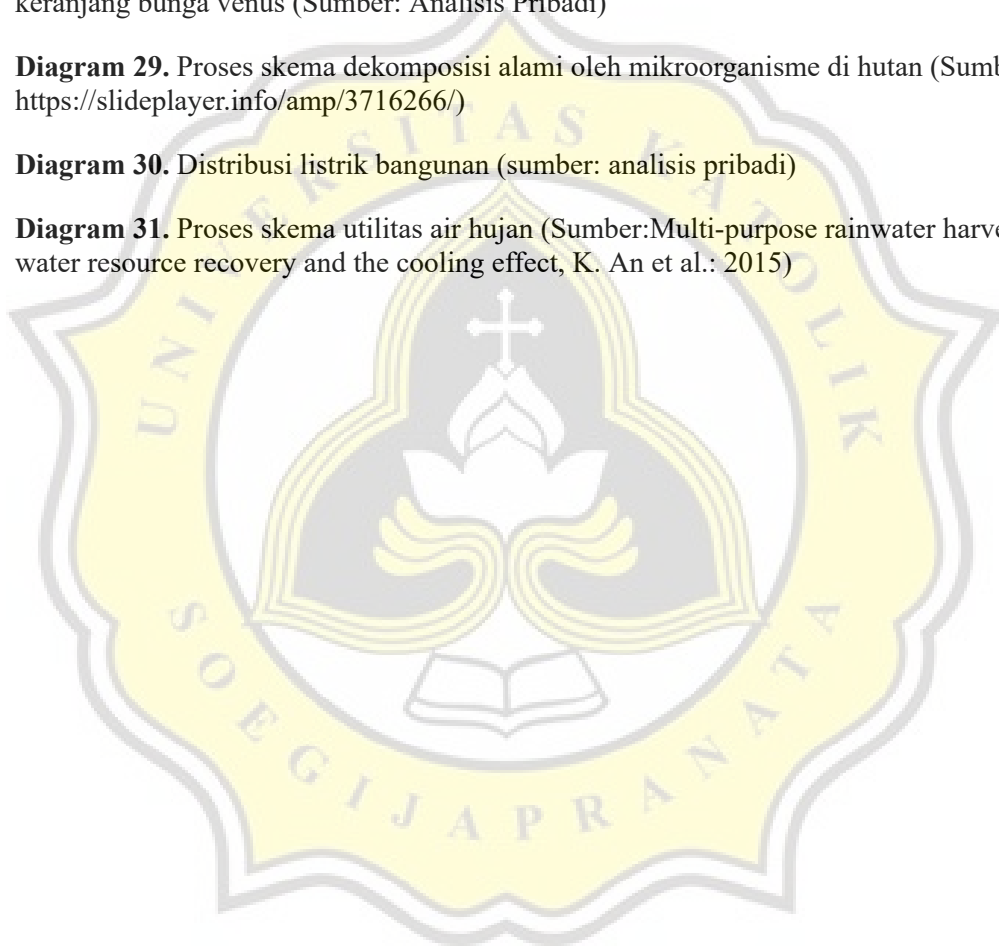 keranjang bunga venus (Sumber: Analisis Pribadi)
Diagram 29. Proses skema dekomposisi alami oleh mikroorganisme di hutan (Sumb
https://slideplayer.info/amp/3716266/)
Diagram 30. Distribusi listrik bangunan (sumber: analisis pribadi)
Diagram 31. Proses skema utilitas air hujan (Sumber:Multi-purpose rainwater harve
water resource recovery and the cooling effect, K. An et al.: 2015)
UNIVERSITAS KATOLIK
SOEGIJAPRANATA